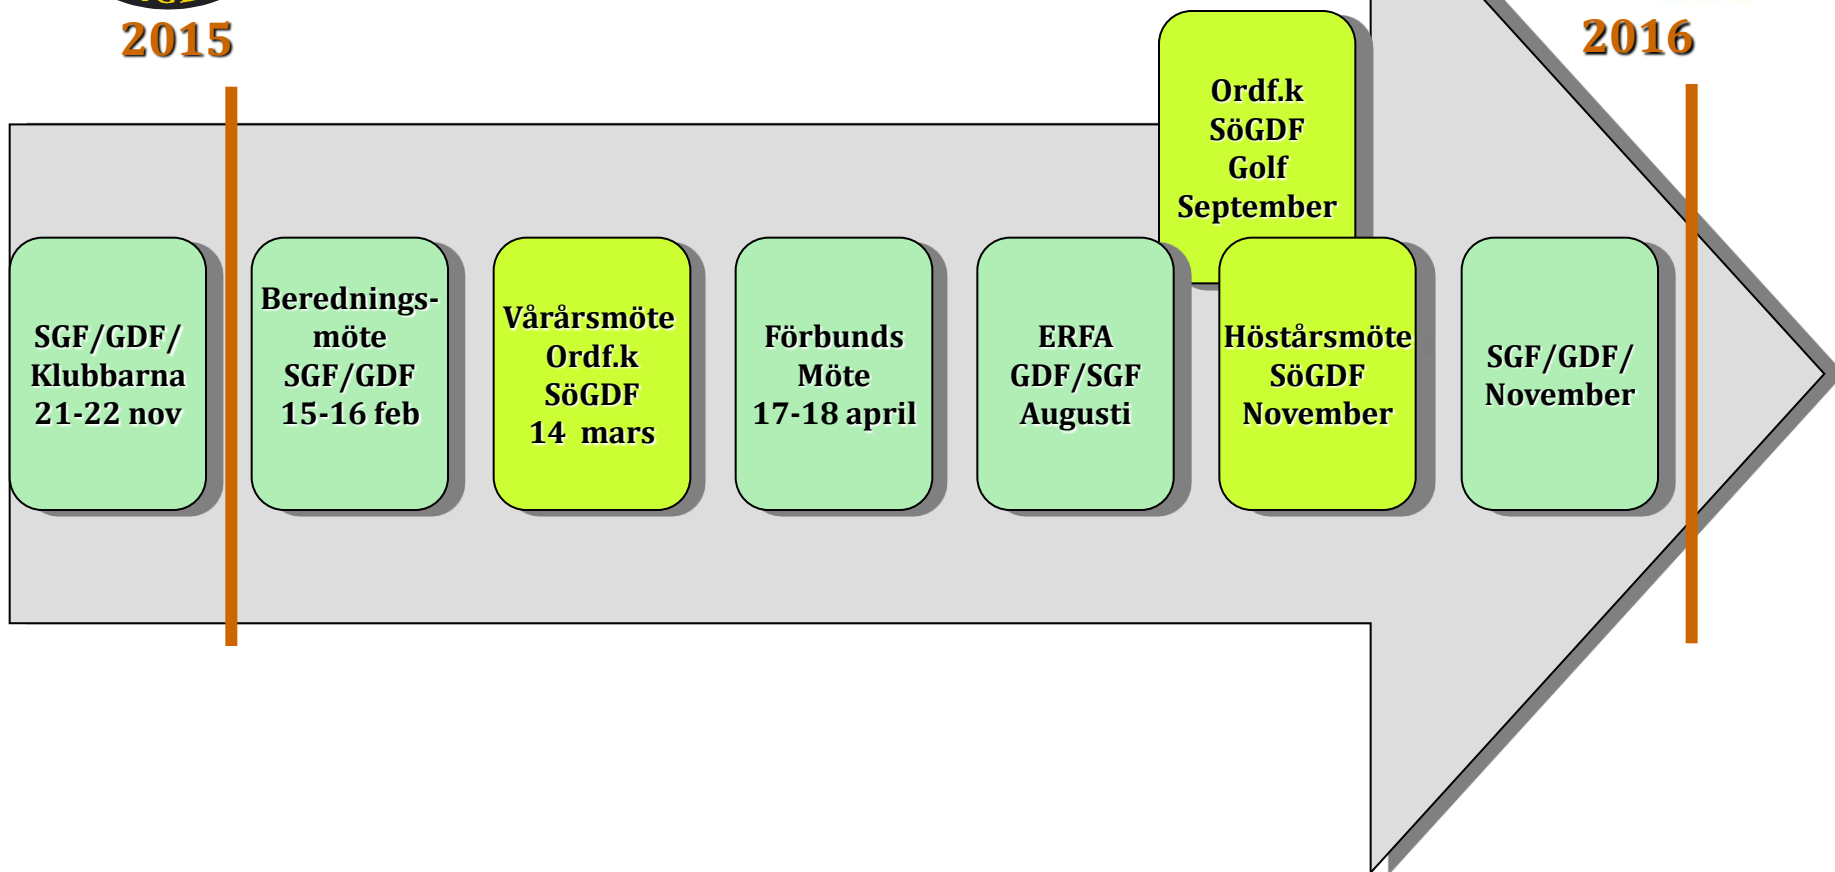 2015
2016
Ordf.k
SöGDF
Golf
September
SGF/GDF/
Klubbarna
21-22 nov
Berednings-
möte
SGF/GDF
15-16 feb
Vårårsmöte
Ordf.k
SöGDF
14 mars
Förbunds
Möte
17-18 april
ERFA
GDF/SGF
Augusti
Höstårsmöte
SöGDF
November
SGF/GDF/
November